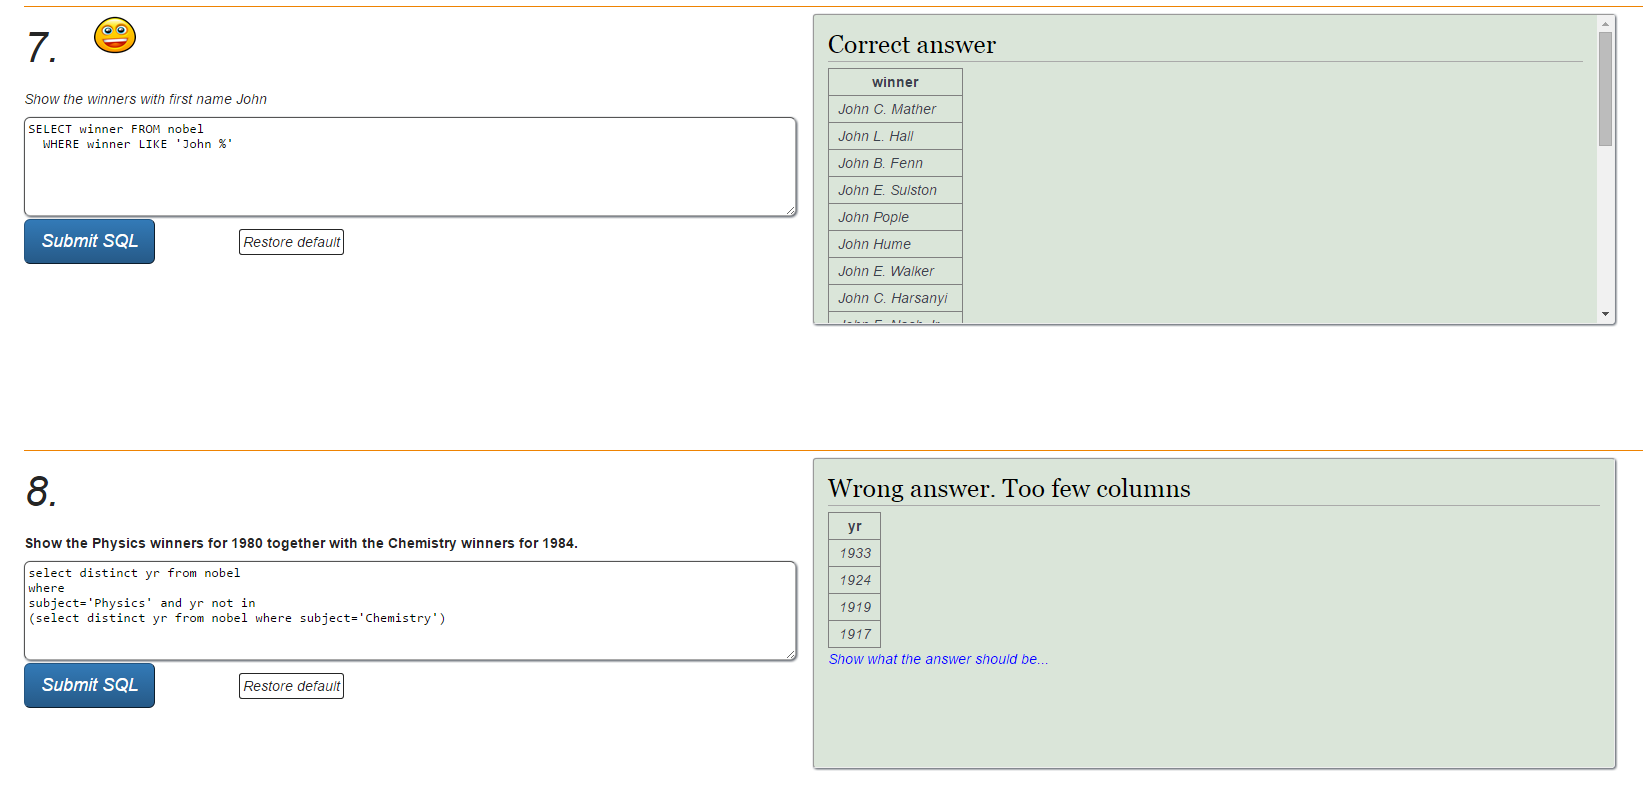 7.
Show the winners with first name John
SELECT winner FROM nobel
WHERE winner LIKE 'John %'
Submit SQL
Restore default
Correct answer
winner
John C. Mather
John L. Hall
John B. Fenn
John E. Sulston
John Pople
John Hume
John E. Walker
John C. Harsanyi
8.
Show the Physics winners for 1980 together with the Chemistry winners for 1984.
select distinct yr from nobel
where
subject='Physics' and yr not in
(select distinct yr from nobel where subject='Chemistry')
Submit SQL
Restore default
Wrong answer. Too few columns
yr
1933
1924
1919
1917
Show what the answer should be...